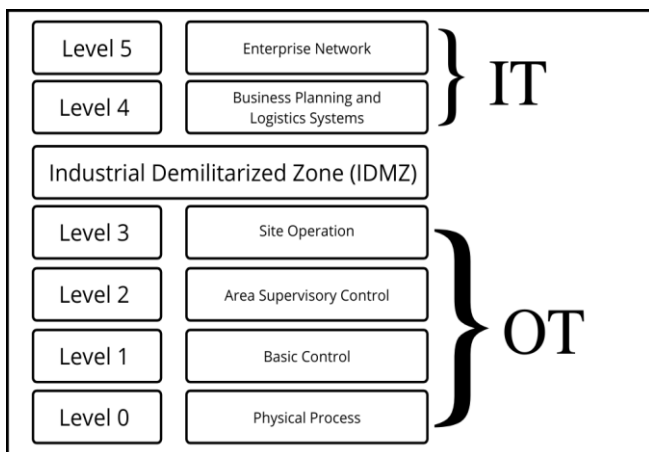 Level 5
Enterprise Network
Level 4
Business Planning and
Logistics Systems
IT
Industrial Demilitarized Zone (IDMZ)
Level 3
Site Operation
Level 2
Area Supervisory Control
Level 1
Basic Control
Level 0
Physical Process
OT